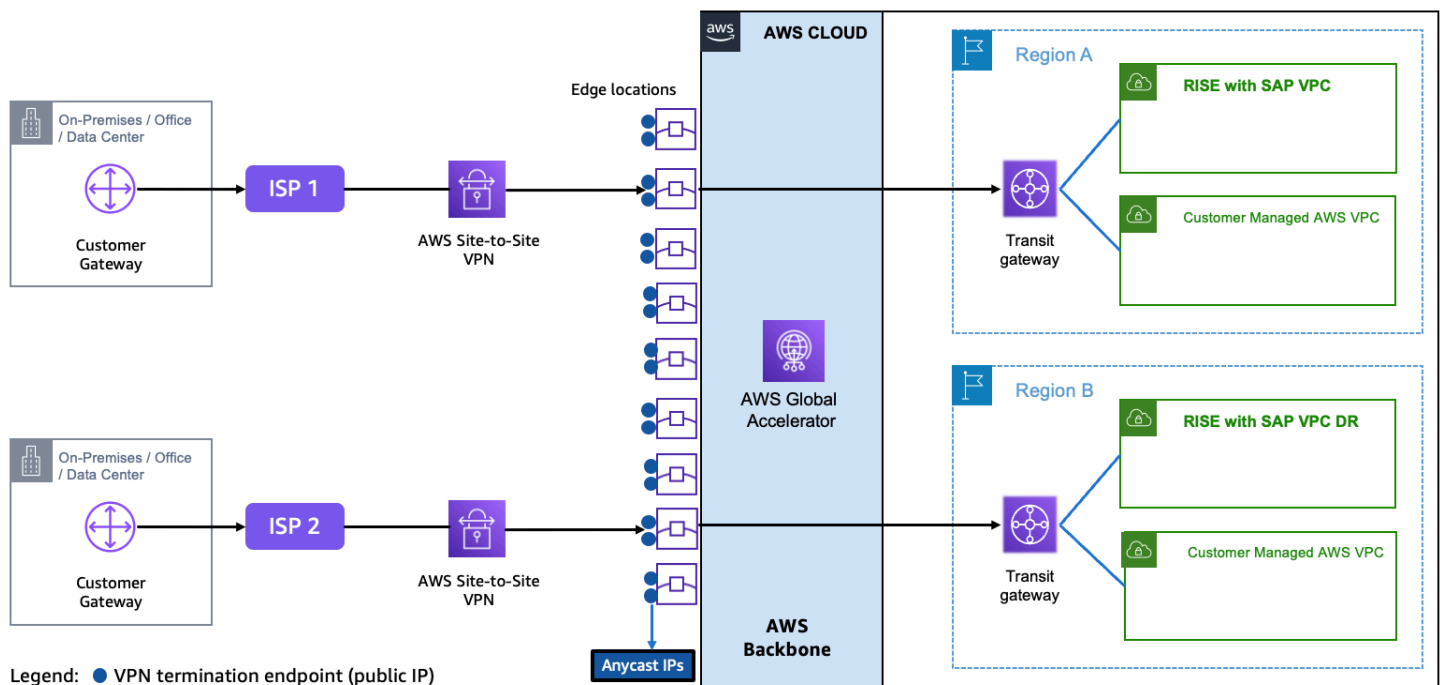 aws
AWS CLOUD
Region A
RISE with SAP VPC
Edge locations
On-Premises / Office
/ Data Center
ISP 1
Customer
Gateway
AWS Site-to-Site
VPN
Transit
gateway
Customer Managed AWS VPC
AWS Global
Accelerator
Region B
RISE with SAP VPC DR
On-Premises / Office
/ Data Center
ISP 2
Customer
Gateway
AWS Site-to-Site
VPN
Transit
gateway
Customer Managed AWS VPC
AWS
Backbone
Anycast IPs
Legend:
VPN termination endpoint (public IP)